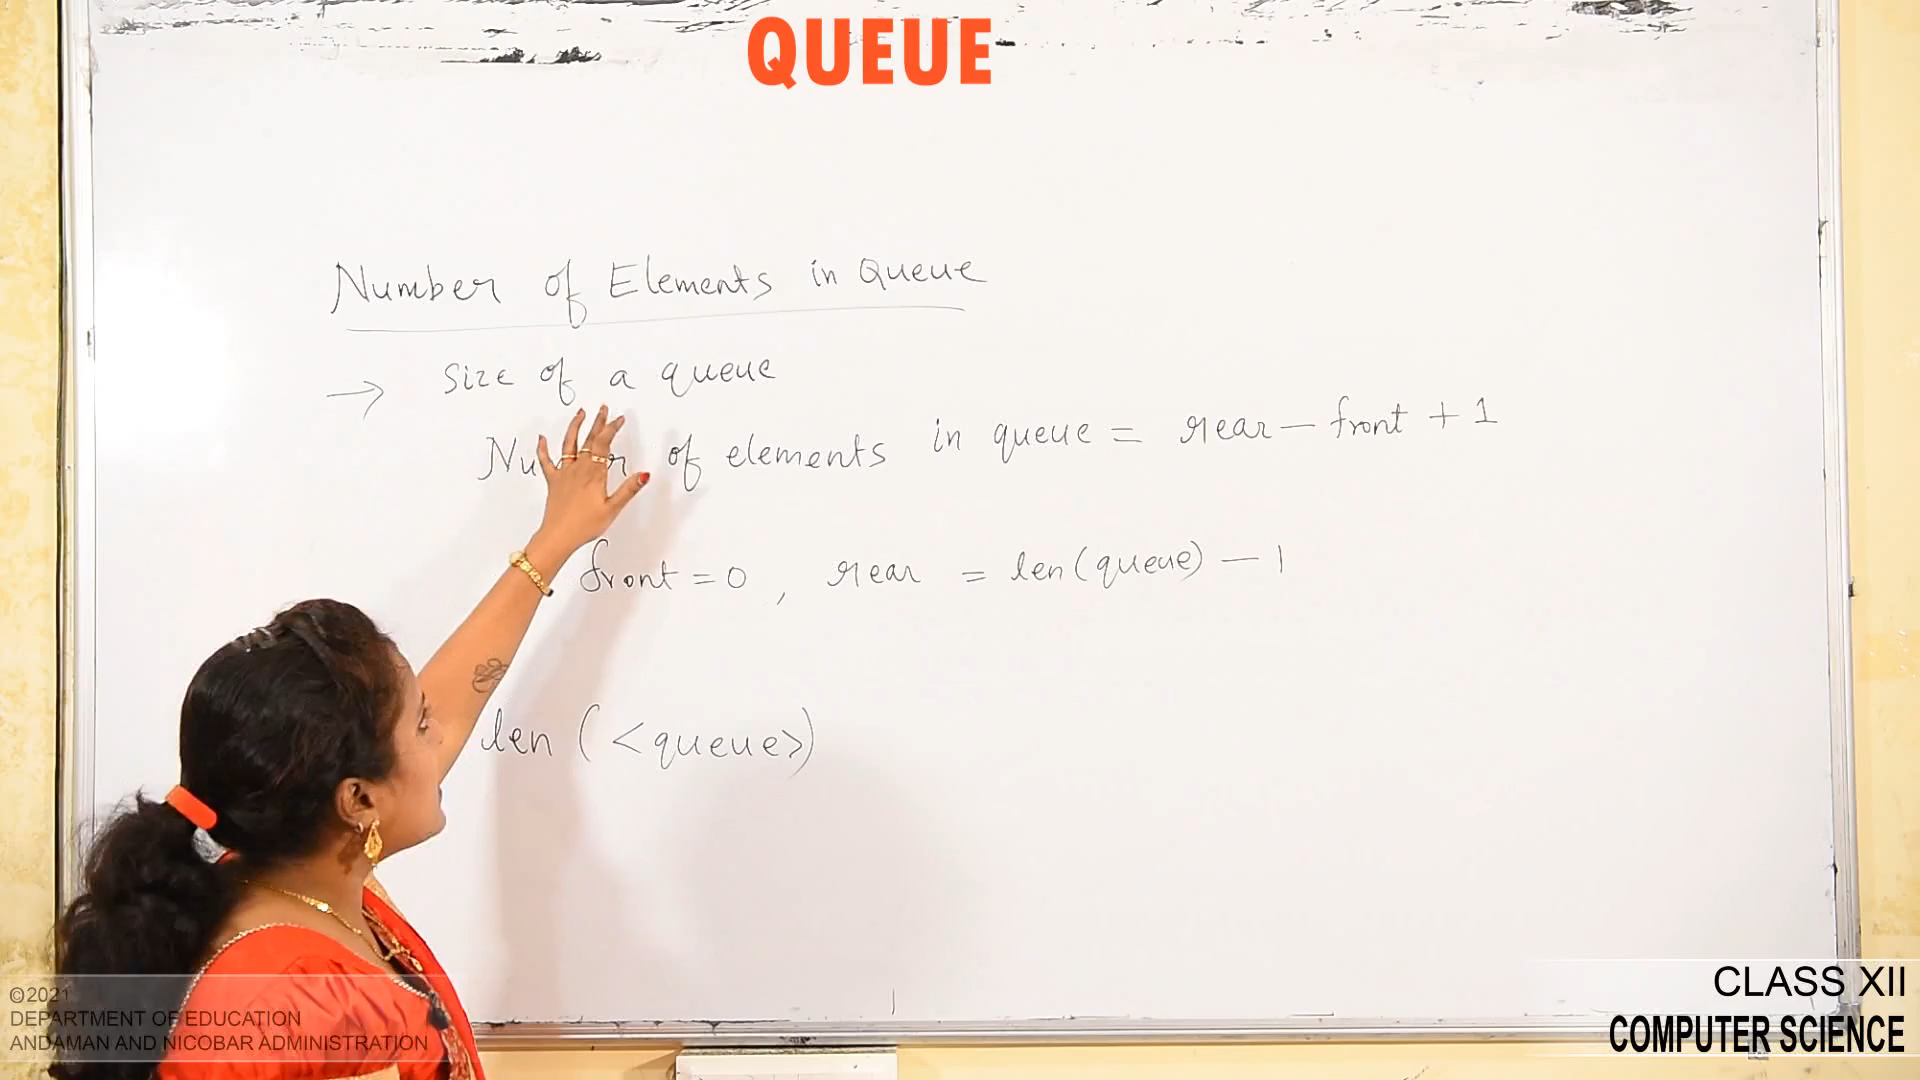 QUEUE
Number of Elements in Queue
→ Size of a queue
of elements in queue = rear - front + 1
front = 0 , rear = len(queue) - 1
len (<queue>)
©2021
DEPARTMENT OF EDUCATION
ANDAMAN AND NICOBAR ADMINISTRATION
CLASS XII
COMPUTER SCIENCE